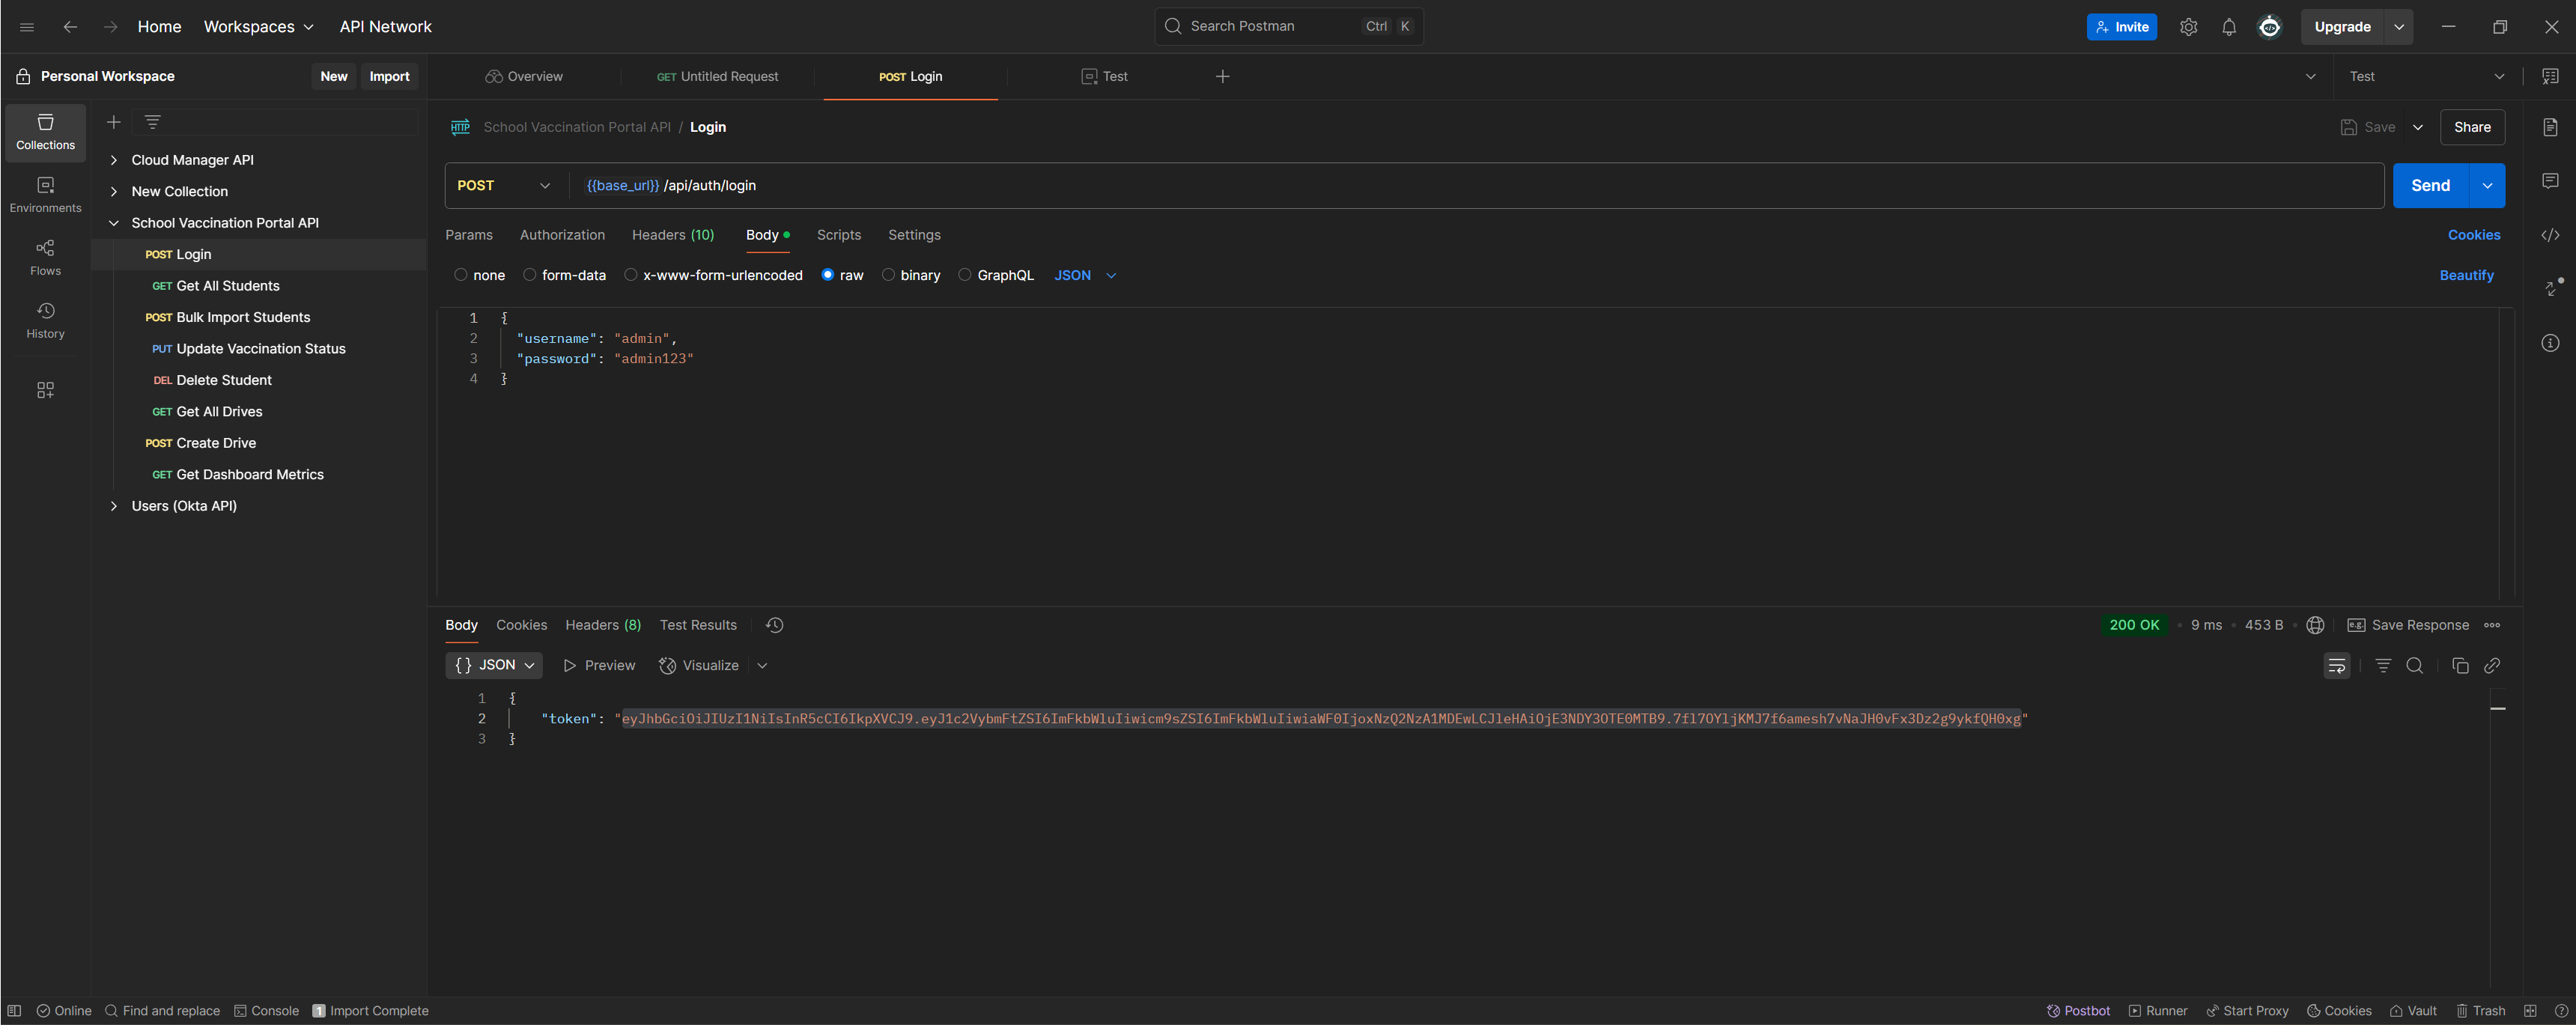 Home Workspaces API Network Search Postman Ctrl K Invite Upgrade
Personal Workspace New Import Overview GET Untitled Request POST Login Test Test
Collections
Environments
Flows
History
Cloud Manager API
New Collection
School Vaccination Portal API
POST Login
GET Get All Students
POST Bulk Import Students
PUT Update Vaccination Status
DEL Delete Student
GET Get All Drives
POST Create Drive
GET Get Dashboard Metrics
Users (Okta API)
HTTP School Vaccination Portal API / Login Save Share
POST {{base_url}} /api/auth/login Send
Params Authorization Headers (10) Body Scripts Settings Cookies
none form-data x-www-form-urlencoded raw binary GraphQL JSON Beautify
1 {
2 "username": "admin",
3 "password": "admin123"
4 }
Body Cookies Headers (8) Test Results 200 OK 9 ms 453 B e.g. Save Response
{} JSON Preview Visualize
1 {
2 "token": "eyJhbGciOiJIUzI1NiIsInR5cCI6IkpXVCJ9.eyJ1c2VybmFtZSI6ImFkbWluIiwicm9sZSI6ImFkbWluIiwiaWF0IjoxNzQ2NzA1MDEwLCJleHAiOjE3NDY3OTE0MTB9.7fl7OYljKMJ7f6amesh7vNaJH0vFx3Dz2g9ykfQH0xg"
3 }
Online Find and replace Console 1 Import Complete Postbot Runner Start Proxy Cookies Vault Trash